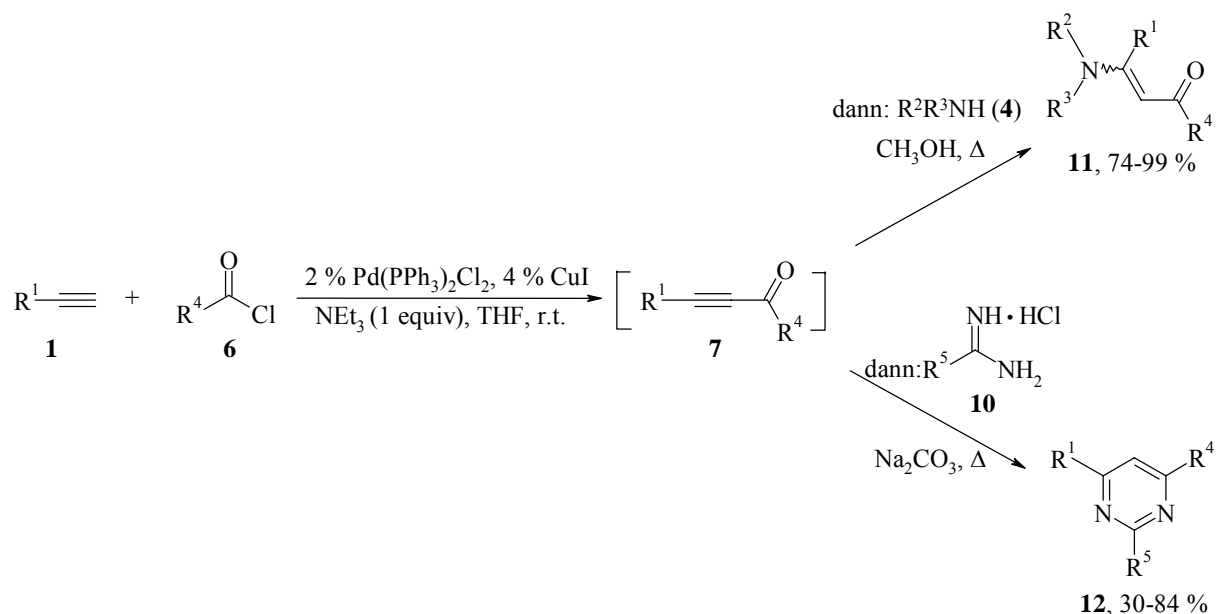 R² R¹
N O
R³ R⁴
dann: R²R³NH (4)
CH₃OH, Δ
11, 74-99 %
R¹ + R⁴ O Cl
1 6
2 % Pd(PPh₃)₂Cl₂, 4 % CuI
NEt₃ (1 equiv), THF, r.t.
R¹ O R⁴
7
NH · HCl
dann: R⁵ NH₂
10
Na₂CO₃, Δ
R¹ R⁴
N N
R⁵
12, 30-84 %